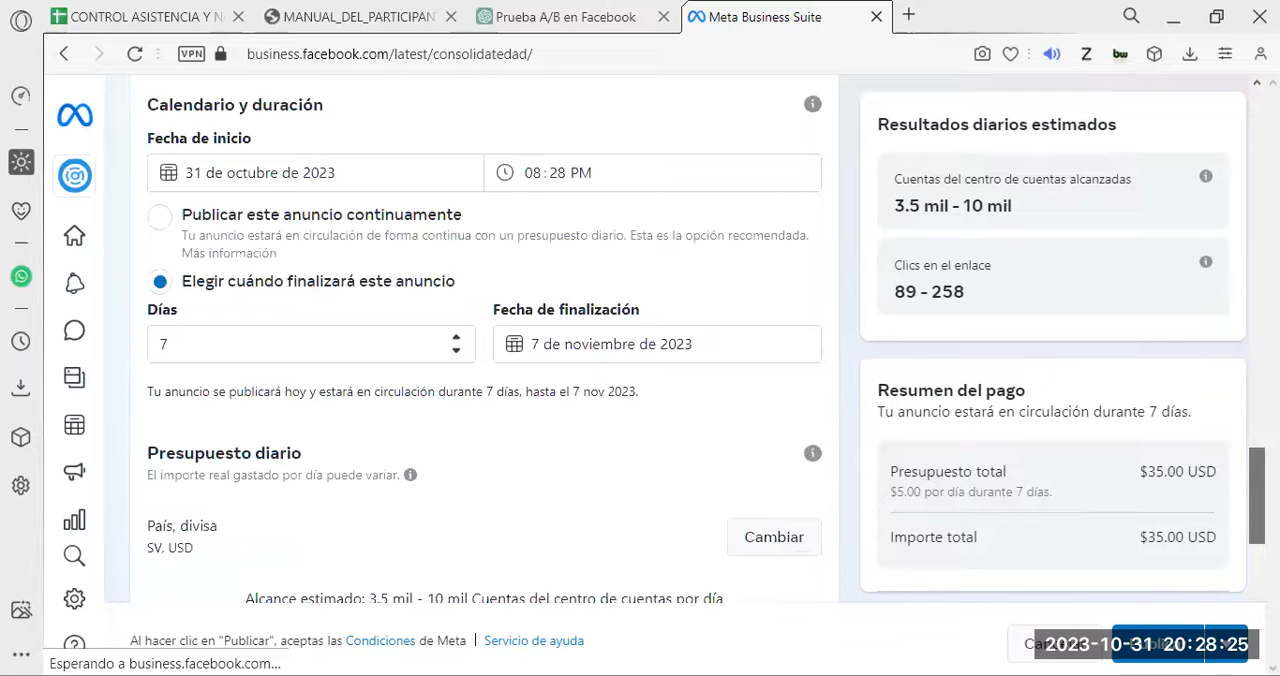 CONTROL ASISTENCIA Y N
MANUAL_DEL_PARTICIPAN
Prueba A/B en Facebook
Meta Business Suite
VPN
business.facebook.com/latest/consolidatedad/
Z
bw
Calendario y duración
Fecha de inicio
31 de octubre de 2023
08:28 PM
Publicar este anuncio continuamente
Tu anuncio estará en circulación de forma continua con un presupuesto diario. Esta es la opción recomendada.
Más información
Elegir cuándo finalizará este anuncio
Días
Fecha de finalización
7
7 de noviembre de 2023
Tu anuncio se publicará hoy y estará en circulación durante 7 días, hasta el 7 nov 2023.
Presupuesto diario
El importe real gastado por día puede variar.
País, divisa
SV, USD
Cambiar
Alcance estimado: 3.5 mil - 10 mil Cuentas del centro de cuentas por día
Resultados diarios estimados
Cuentas del centro de cuentas alcanzadas
3.5 mil - 10 mil
Clics en el enlace
89 - 258
Resumen del pago
Tu anuncio estará en circulación durante 7 días.
Presupuesto total
$35.00 USD
$5.00 por día durante 7 días.
Importe total
$35.00 USD
Al hacer clic en "Publicar", aceptas las Condiciones de Meta | Servicio de ayuda
2023-10-31 20:28:25
Esperando a business.facebook.com...